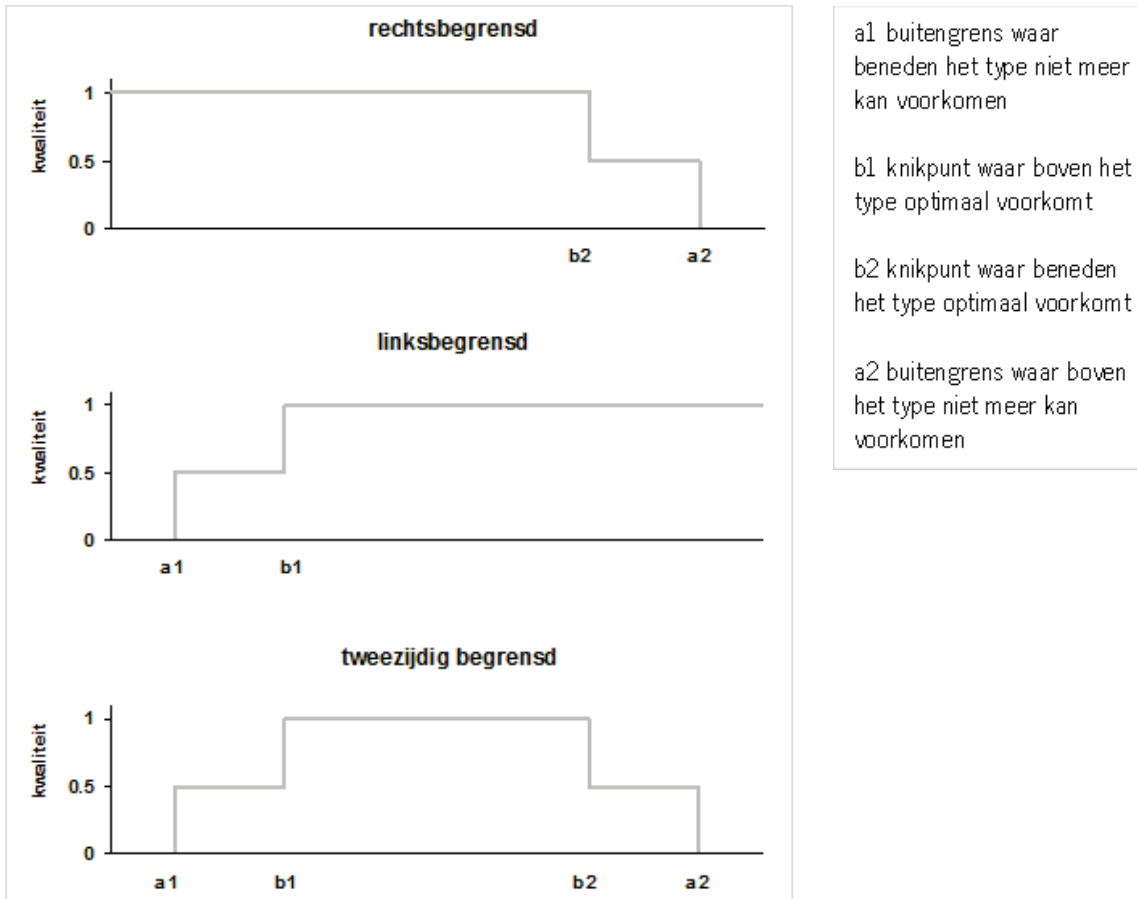 rechtsbegrensd
kwaliteit
1
0.5
0
b2 a2
linksbegrensd
kwaliteit
1
0.5
0
a1 b1
tweezijdig begrensd
kwaliteit
1
0.5
0
a1 b1 b2 a2
a1 buitengrens waar
beneden het type niet meer
kan voorkomen
b1 knikpunt waar boven het
type optimaal voorkomt
b2 knikpunt waar beneden
het type optimaal voorkomt
a2 buitengrens waar boven
het type niet meer kan
voorkomen